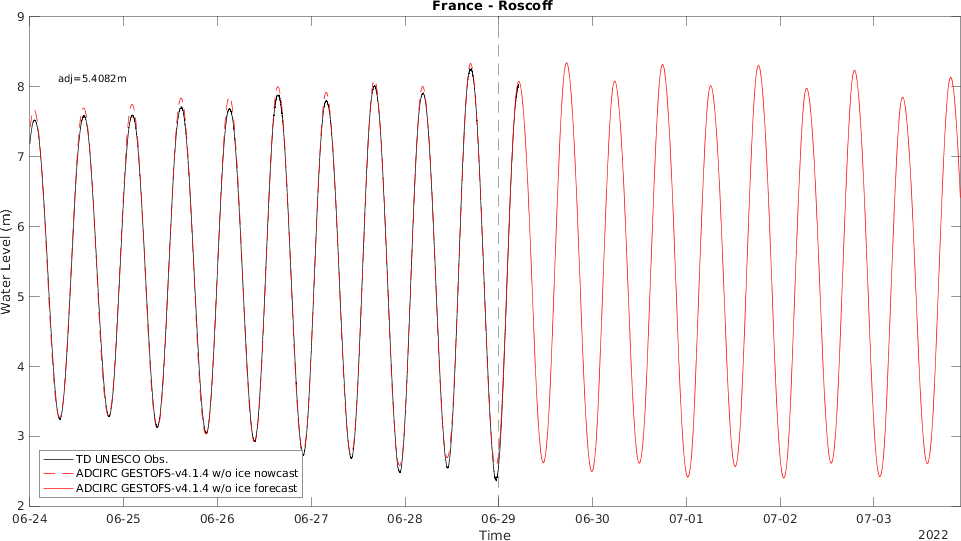 France - Roscoff
adj=5.4082m
Water Level (m)
9
8
7
6
5
4
3
2
TD UNESCO Obs.
ADCIRC GESTOFS-v4.1.4 w/o ice nowcast
ADCIRC GESTOFS-v4.1.4 w/o ice forecast
06-24 06-25 06-26 06-27 06-28 06-29 06-30 07-01 07-02 07-03
Time
2022